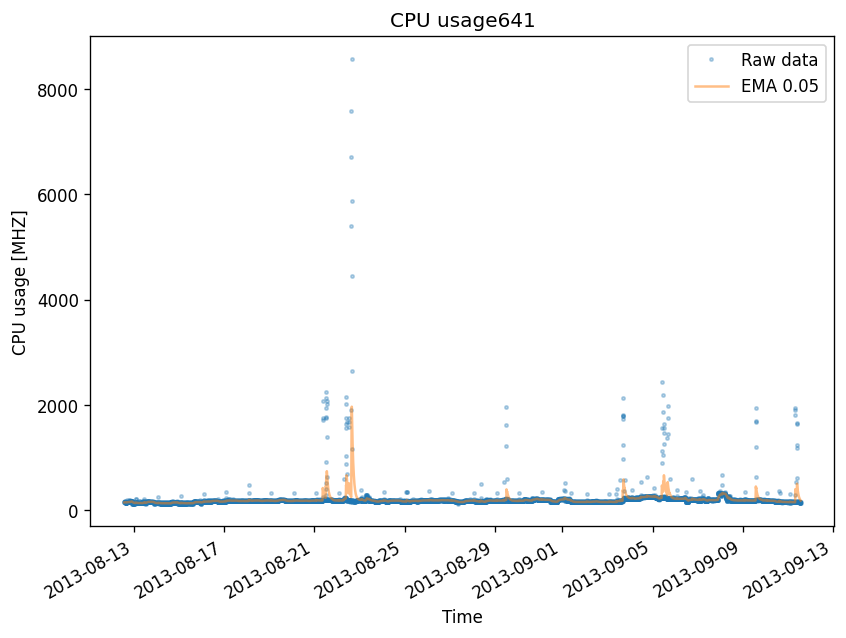 CPU usage641
Raw data
EMA 0.05
CPU usage [MHZ]
8000
6000
4000
2000
0
2013-08-13
2013-08-17
2013-08-21
2013-08-25
2013-08-29
2013-09-01
2013-09-05
2013-09-09
2013-09-13
Time